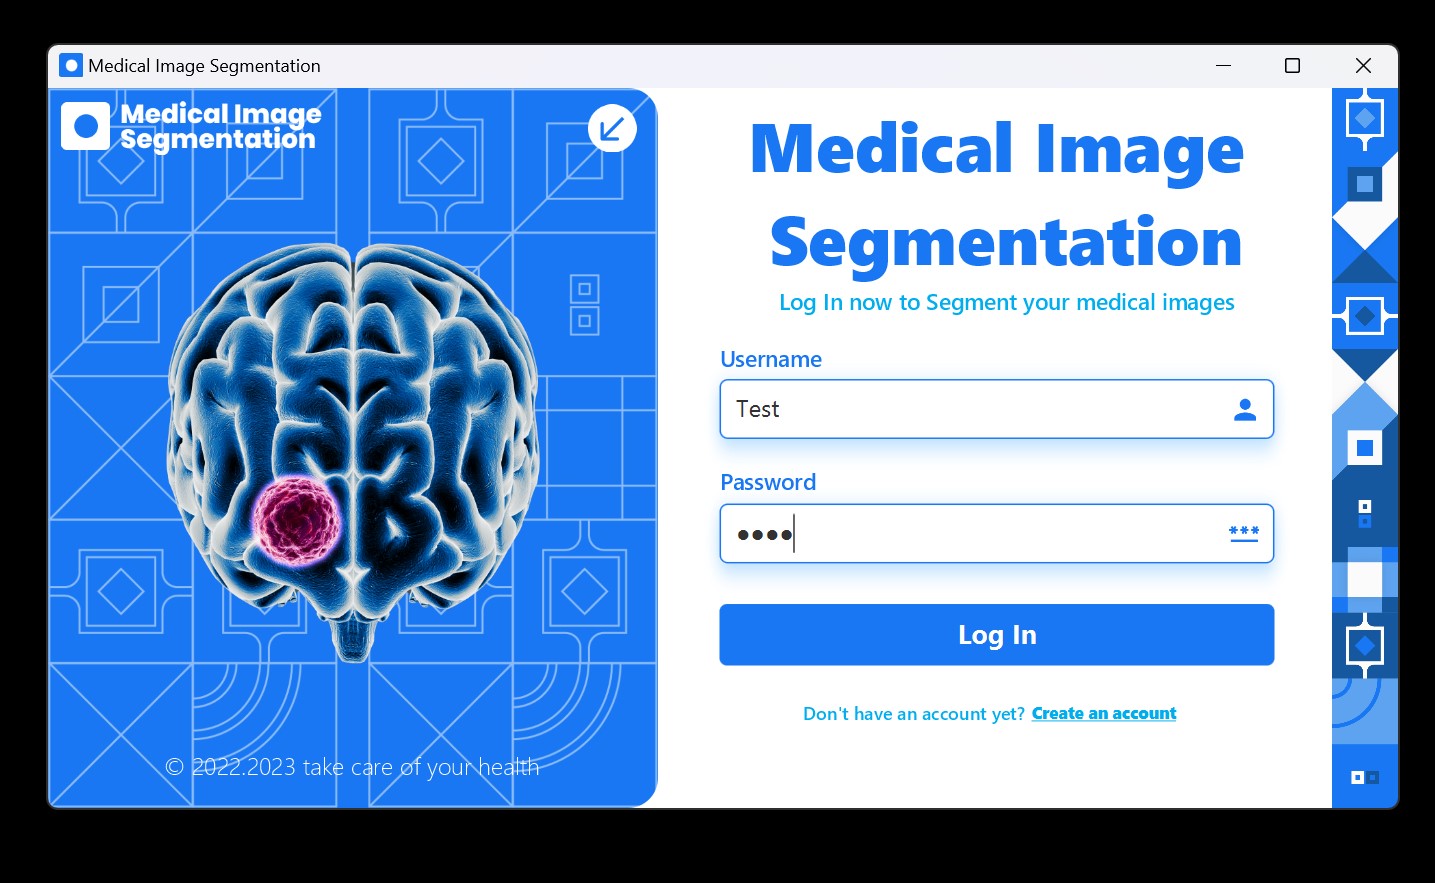 Medical Image Segmentation
Medical Image
Segmentation
© 2022.2023 take care of your health
Medical Image
Segmentation
Log In now to Segment your medical images
Username
Test
Password
••••
***
Log In
Don't have an account yet? Create an account